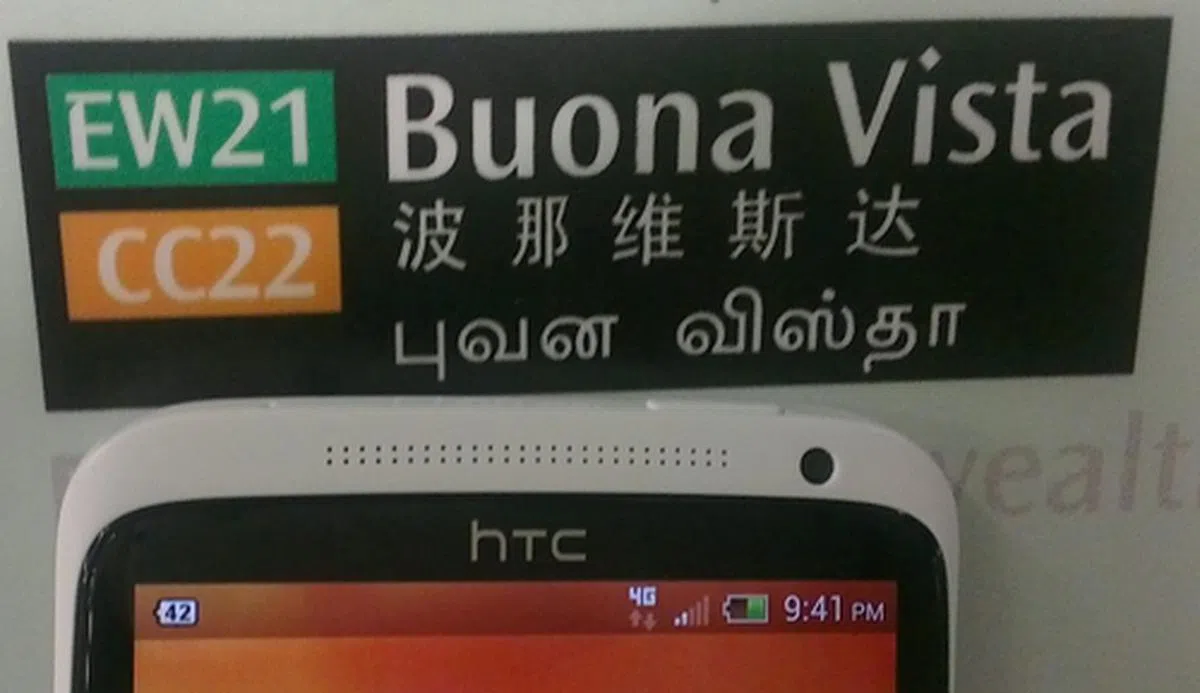 EW21
CC22
Buona Vista
波那维斯达
புவன விஸ்தா
hTC
42
4G
9:41 PM